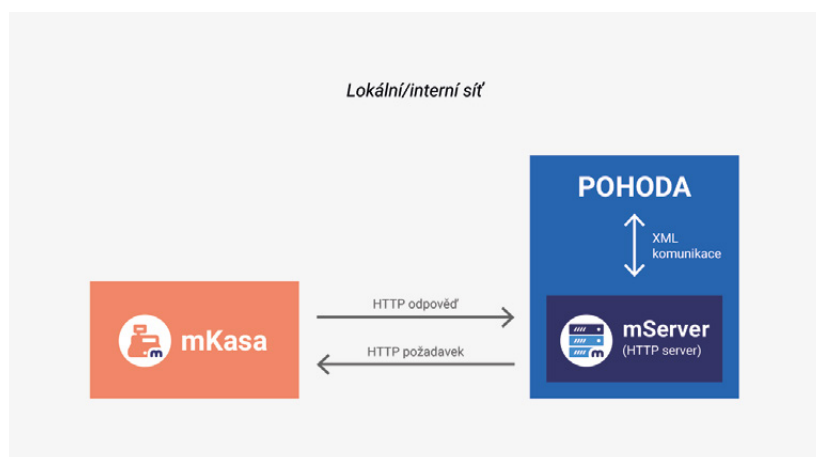 Lokální/interní síť
POHODA
XML
komunikace
HTTP odpověď
mKasa
mServer
(HTTP server)
HTTP požadavek